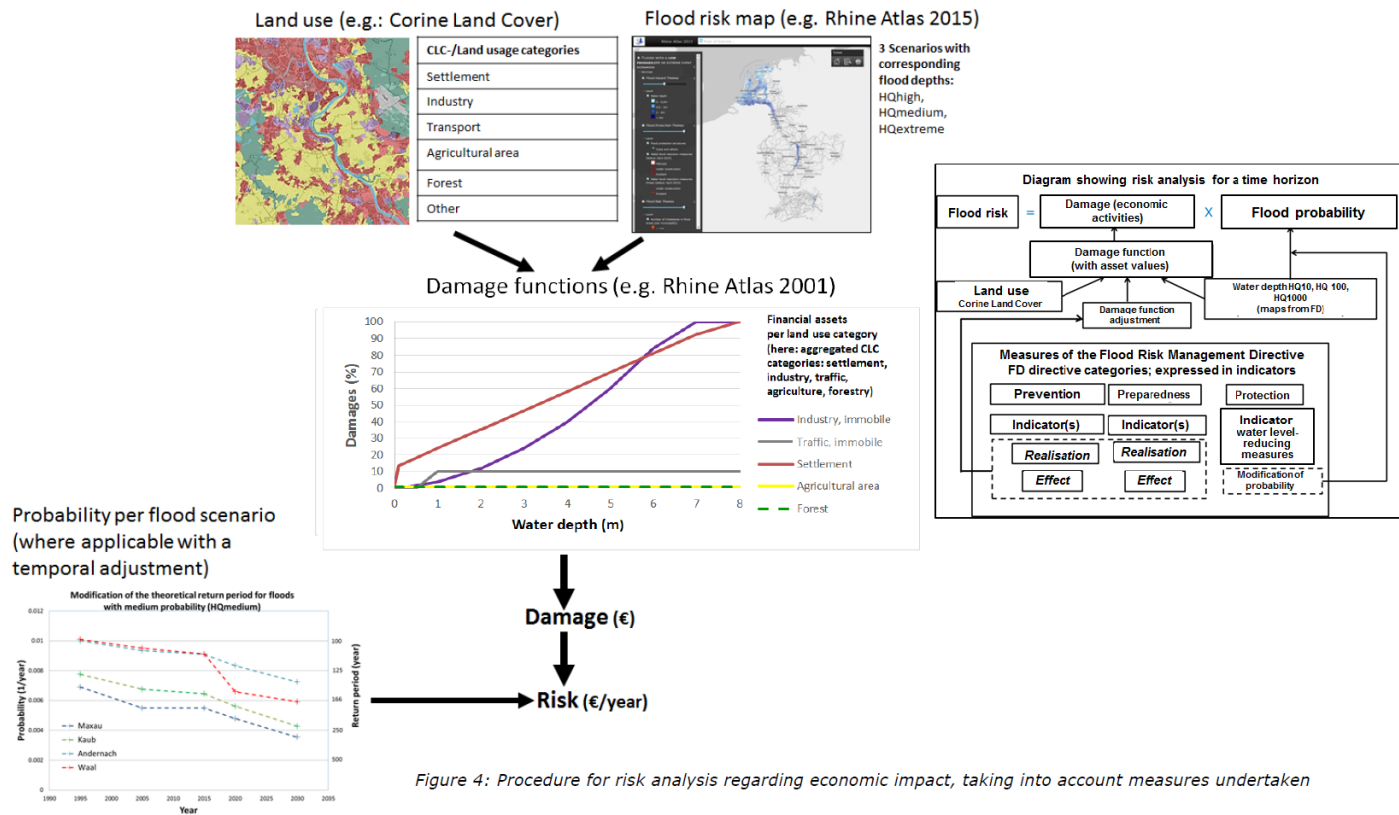 Land use (e.g.: Corine Land Cover)
Flood risk map (e.g. Rhine Atlas 2015)
CLC-/Land usage categories
Settlement
Industry
Transport
Agricultural area
Forest
Other
Rhine Atlas 2015
3 Scenarios with
corresponding
flood depths:
HQhigh,
HQmedium,
HQextreme
Diagram showing risk analysis for a time horizon
Flood risk
=
Damage (economic
activities)
X
Flood probability
Damage function
(with asset values)
Land use
Corine Land Cover
Damage function
adjustment
Water depth HQ10, HQ 100,
HQ1000
(maps from FD)
Measures of the Flood Risk Management Directive
FD directive categories; expressed in indicators
Prevention
Preparedness
Protection
Indicator(s)
Indicator(s)
Indicator
water level-
reducing
measures
Realisation
Realisation
Effect
Effect
Modification of
probability
Damage functions (e.g. Rhine Atlas 2001)
Damages (%)
100
90
80
70
60
50
40
30
20
10
0
0 1 2 3 4 5 6 7 8
Water depth (m)
Financial assets
per land use category
(here: aggregated CLC
categories: settlement,
industry, traffic,
agriculture, forestry)
Industry, immobile
Traffic, immobile
Settlement
Agricultural area
Forest
Damage (€)
Risk (€/year)
Probability per flood scenario
(where applicable with a
temporal adjustment)
Modification of the theoretical return period for floods
with medium probability (HQmedium)
Probability (1/year)
0.012
0.01
0.008
0.006
0.004
0.002
0
Return period (year)
100
125
166
250
500
Maxau
Kaub
Andernach
Waal
1990 1995 2000 2005 2010 2015 2020 2025 2030 2035
Year
Figure 4: Procedure for risk analysis regarding economic impact, taking into account measures undertaken